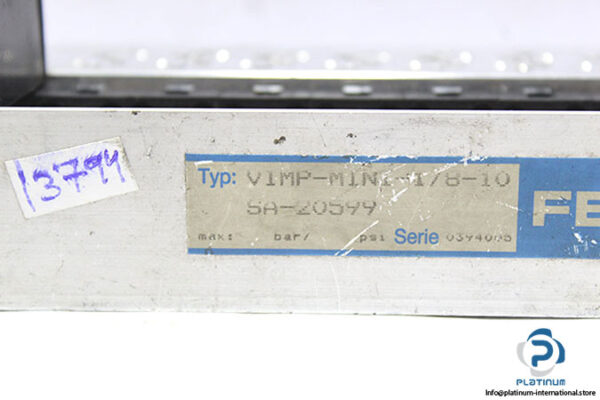 13794
Typ: VIMP-MINI-1/8-10
SA-20599
max: bar/ psi Serie 0394005
FE
PLATINUM
Info@platinum-international.store